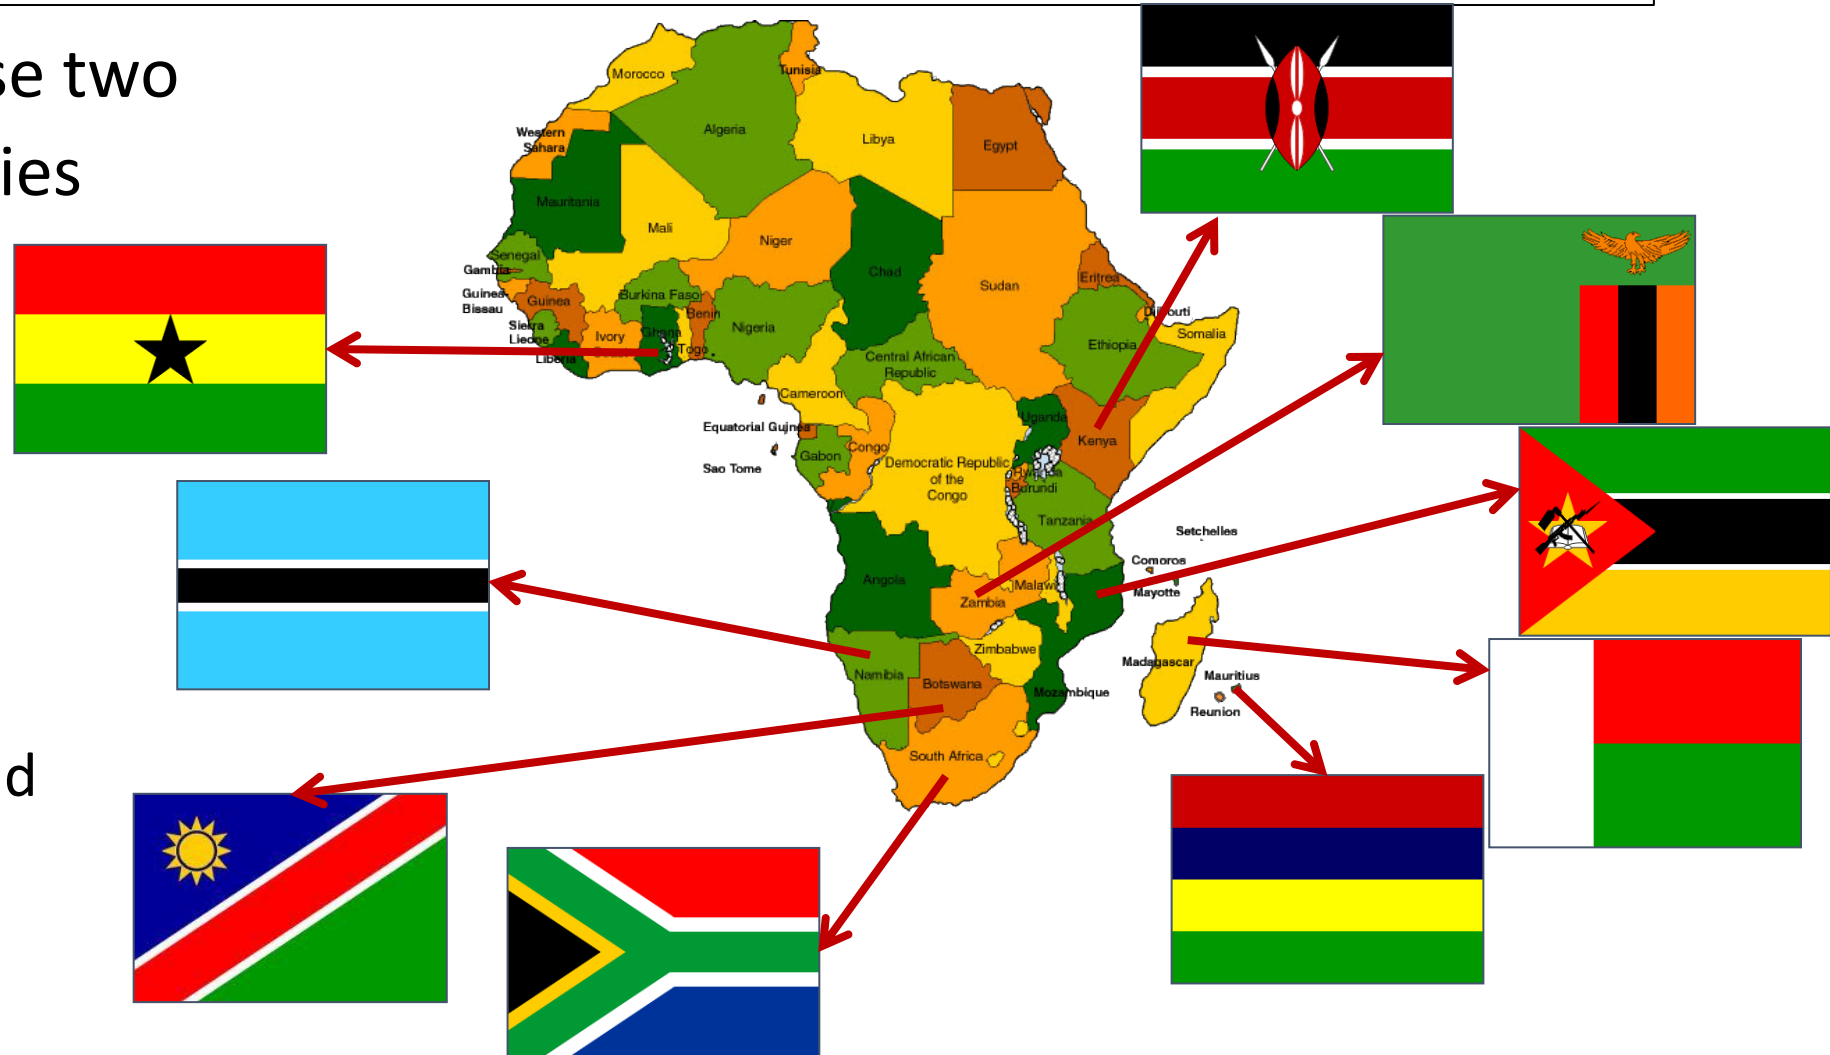 se two
ies
d
Morocco
Tunisia
Algeria
Libya
Egypt
Western
Sahara
Mauritania
Mali
Niger
Chad
Sudan
Eritrea
Senegal
Gambia
Guinea-
Bissau
Guinea
Burkina Faso
Benin
Nigeria
Djibouti
Somalia
Sierra
Lieone
Liberia
Ivory
Ghana
Togo
Ethiopia
Central African
Republic
Cameroon
Equatorial Guinea
Sao Tome
Gabon
Congo
Democratic Republic
of the
Congo
Uganda
Kenya
Rwanda
Burundi
Tanzania
Setchelles
Comoros
Mayotte
Angola
Zambia
Malawi
Zimbabwe
Namibia
Botswana
Mozambique
Madagascar
Mauritius
Reunion
South Africa